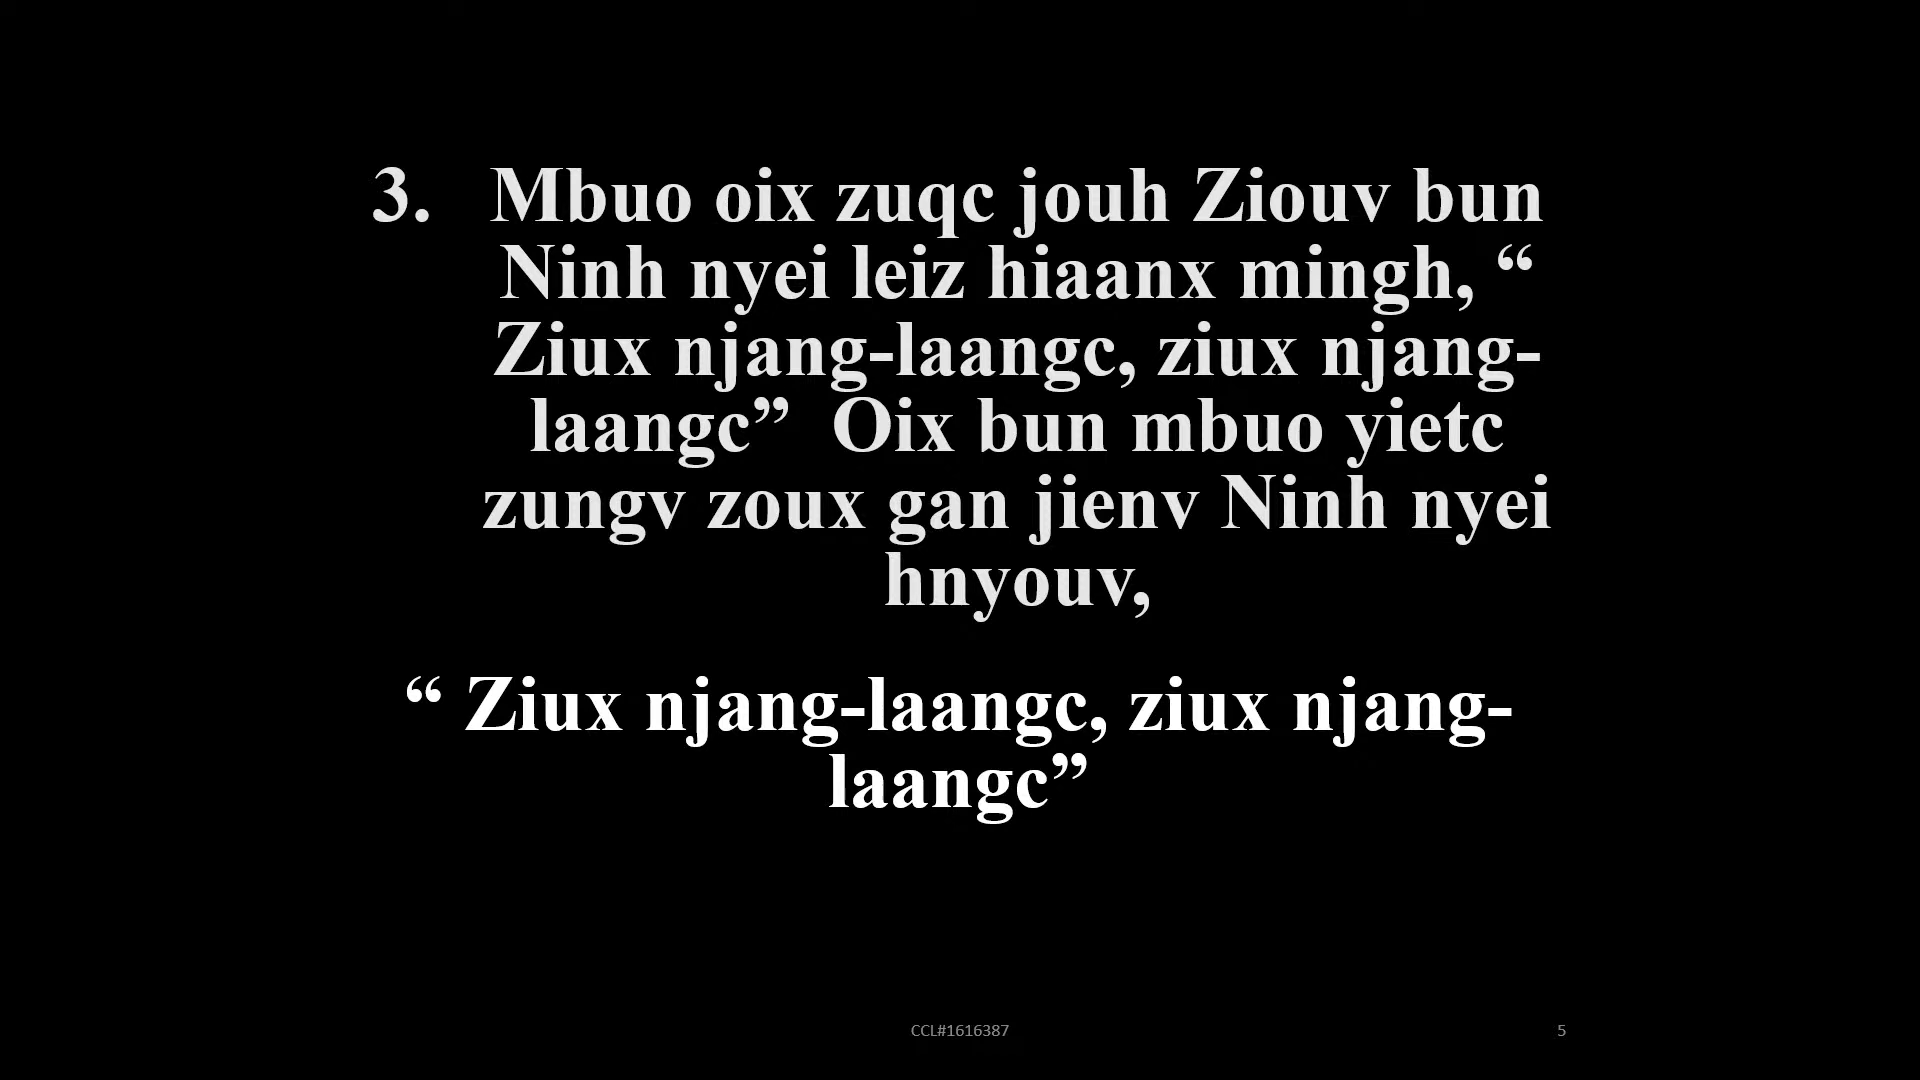 3. Mbuo oix zuqc jouh Ziouv bun
Ninh nyei leiz hiaanx mingh, “
Ziux njang-laangc, ziux njang-
laangc” Oix bun mbuo yietc
zungv zoux gan jienv Ninh nyei
hnyouv,
“ Ziux njang-laangc, ziux njang-
laangc”
CCL#1616387
5